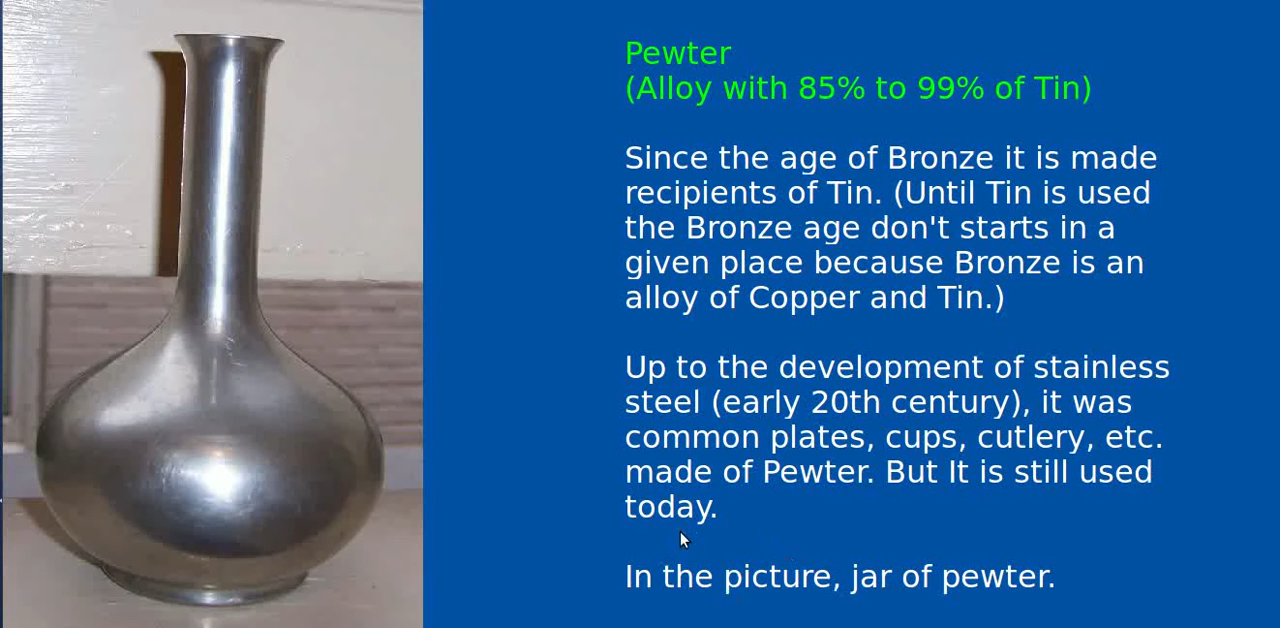 Pewter
(Alloy with 85% to 99% of Tin)
Since the age of Bronze it is made
recipients of Tin. (Until Tin is used
the Bronze age don't starts in a
given place because Bronze is an
alloy of Copper and Tin.)
Up to the development of stainless
steel (early 20th century), it was
common plates, cups, cutlery, etc.
made of Pewter. But It is still used
today.
In the picture, jar of pewter.